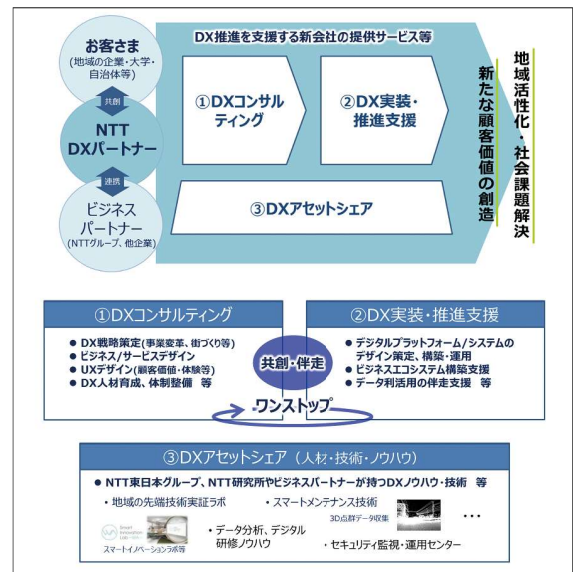 お客さま
(地域の企業・大学・
自治体等)
共創
NTT
DXパートナー
連携
ビジネス
パートナー
(NTTグループ、他企業)
DX推進を支援する新会社の提供サービス等
①DXコンサル
ティング
②DX実装・
推進支援
③DXアセットシェア
新たな顧客価値の創造
地域活性化・社会課題解決
①DXコンサルティング
● DX戦略策定(事業変革、街づくり等)
● ビジネス/サービスデザイン
● UXデザイン(顧客価値・体験等)
● DX人材育成、体制整備 等
共創・伴走
ワンストップ
②DX実装・推進支援
● デジタルプラットフォーム/システムの
デザイン策定、構築・運用
● ビジネスエコシステム構築支援
● データ利活用の伴走支援 等
③DXアセットシェア（人材・技術・ノウハウ）
● NTT東日本グループ、NTT研究所やビジネスパートナーが持つDXノウハウ・技術 等
・地域の先端技術実証ラボ
Smart
Innovation
Lab
スマートイノベーションラボ等
・スマートメンテナンス技術
3D点群データ収集
・データ分析、デジタル
研修ノウハウ
・セキュリティ監視・運用センター
・・・